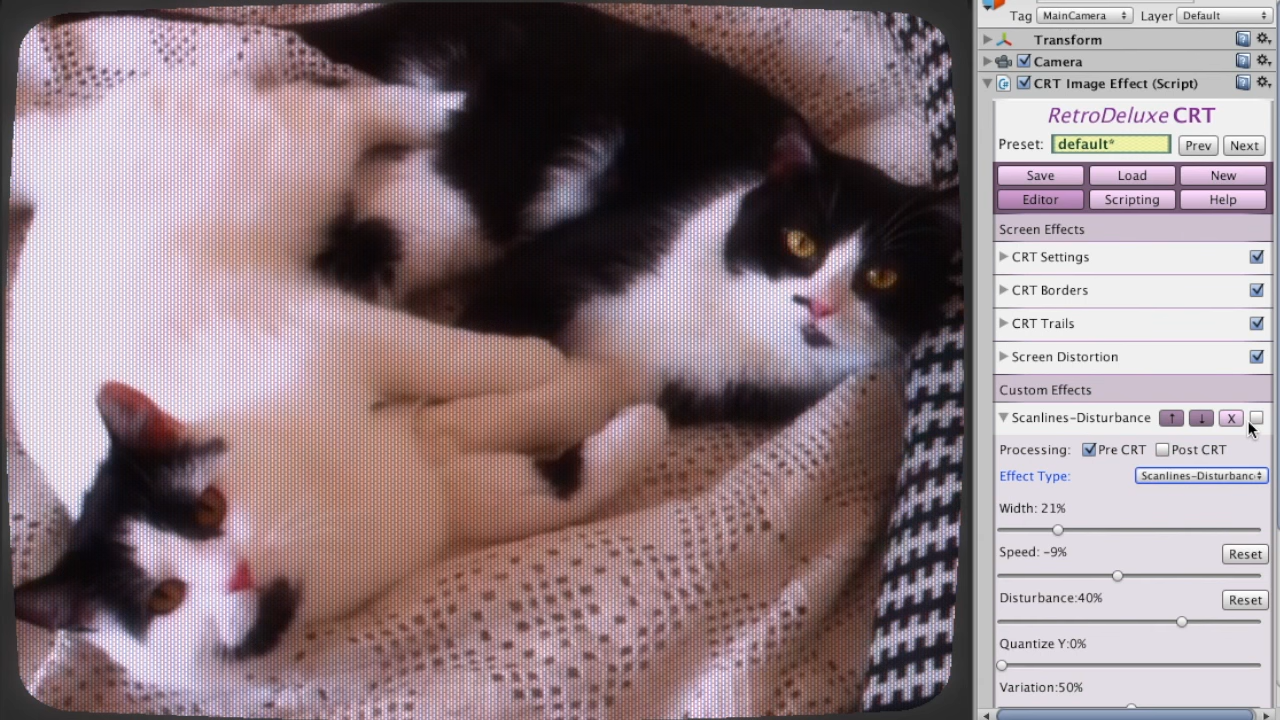 Tag MainCamera Layer Default
Transform
Camera
CRT Image Effect (Script)
RetroDeluxe CRT
Preset: default* Prev Next
Save Load New
Editor Scripting Help
Screen Effects
CRT Settings
CRT Borders
CRT Trails
Screen Distortion
Custom Effects
Scanlines-Disturbance ↑ ↓ X
Processing: Pre CRT Post CRT
Effect Type: Scanlines-Disturbanc
Width: 21%
Speed: -9% Reset
Disturbance:40% Reset
Quantize Y:0%
Variation:50%